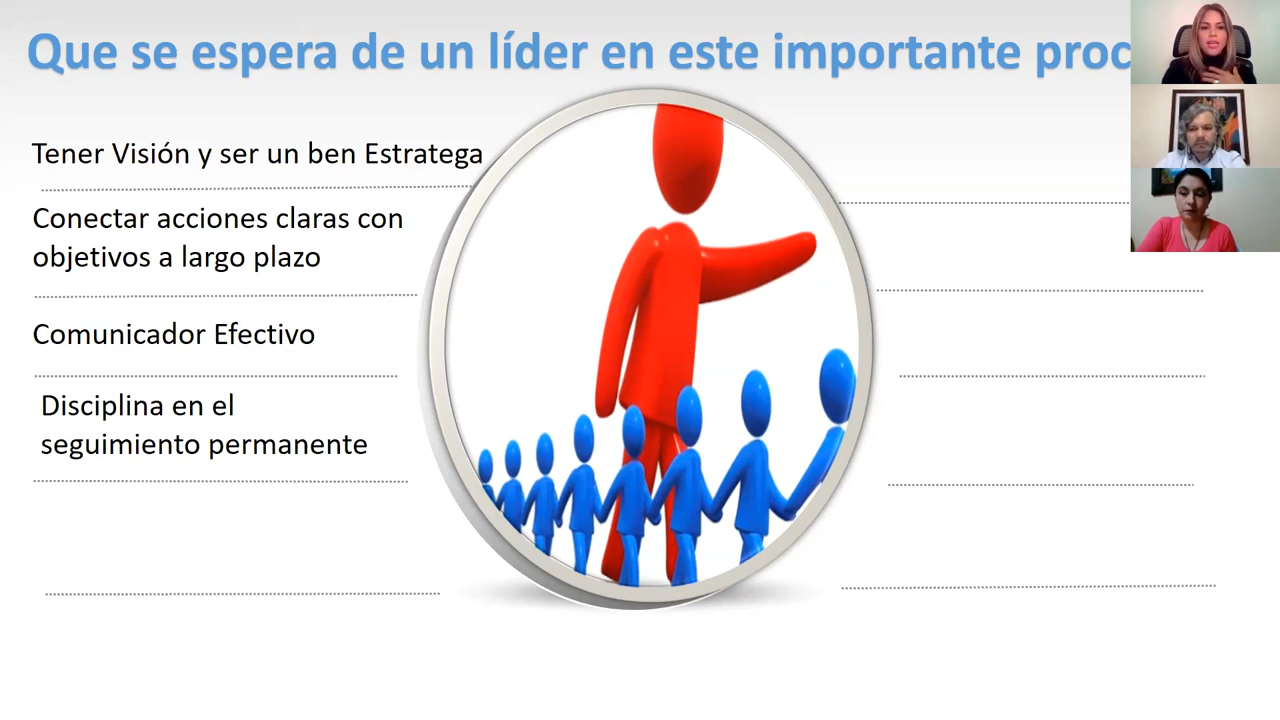 Que se espera de un líder en este importante proc
Tener Visión y ser un ben Estratega
Conectar acciones claras con
objetivos a largo plazo
Comunicador Efectivo
Disciplina en el
seguimiento permanente